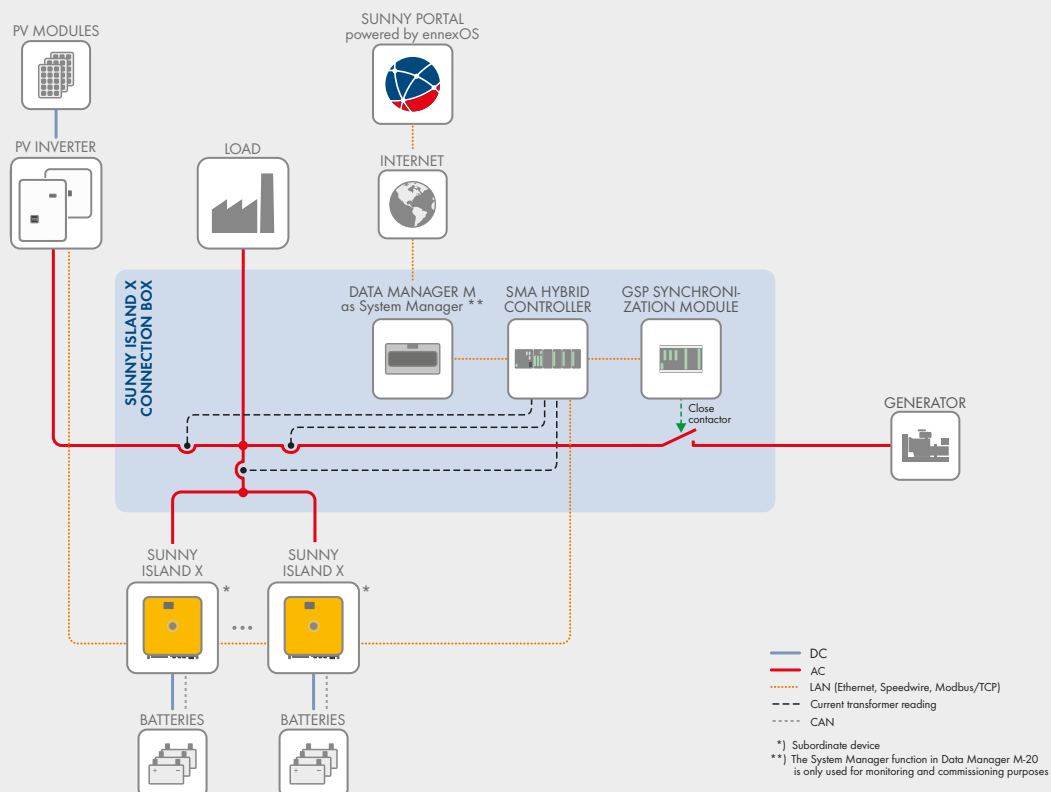 PV MODULES
SUNNY PORTAL
powered by ennexOS
PV INVERTER
LOAD
INTERNET
SUNNY ISLAND X
CONNECTION BOX
DATA MANAGER M
as System Manager **
SMA HYBRID
CONTROLLER
GSP SYNCHRONI-
ZATION MODULE
Close
contactor
GENERATOR
SUNNY
ISLAND X
*
...
SUNNY
ISLAND X
*
BATTERIES
BATTERIES
DC
AC
LAN (Ethernet, Speedwire, Modbus/TCP)
Current transformer reading
CAN
*) Subordinate device
**) The System Manager function in Data Manager M-20
is only used for monitoring and commissioning purposes